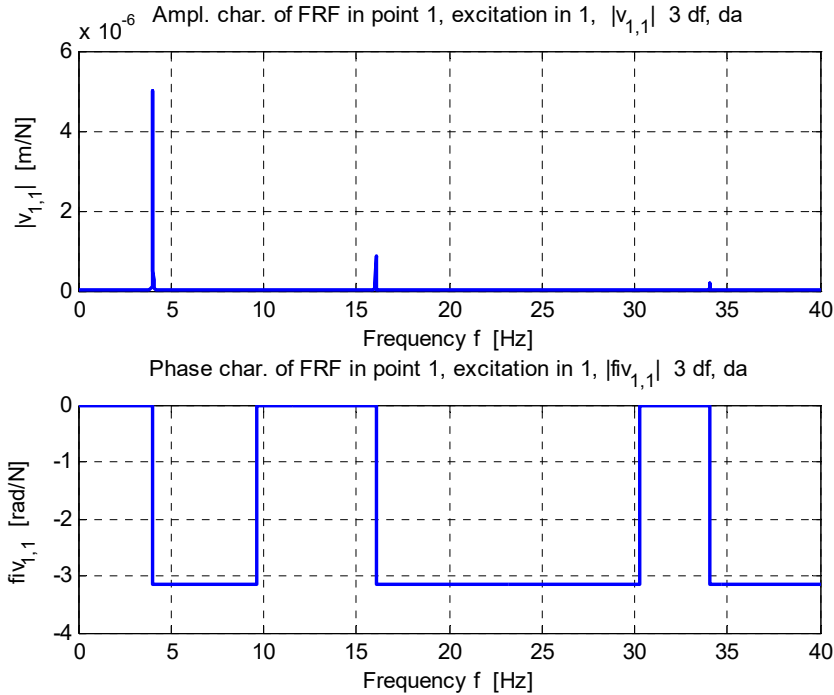 Ampl. char. of FRF in point 1, excitation in 1, |v1,1| 3 df, da
x 10-6
6
4
2
0
|v1,1| [m/N]
0 5 10 15 20 25 30 35 40
Frequency f [Hz]
Phase char. of FRF in point 1, excitation in 1, |fiv1,1| 3 df, da
0
-1
-2
-3
-4
fiv1,1 [rad/N]
0 5 10 15 20 25 30 35 40
Frequency f [Hz]